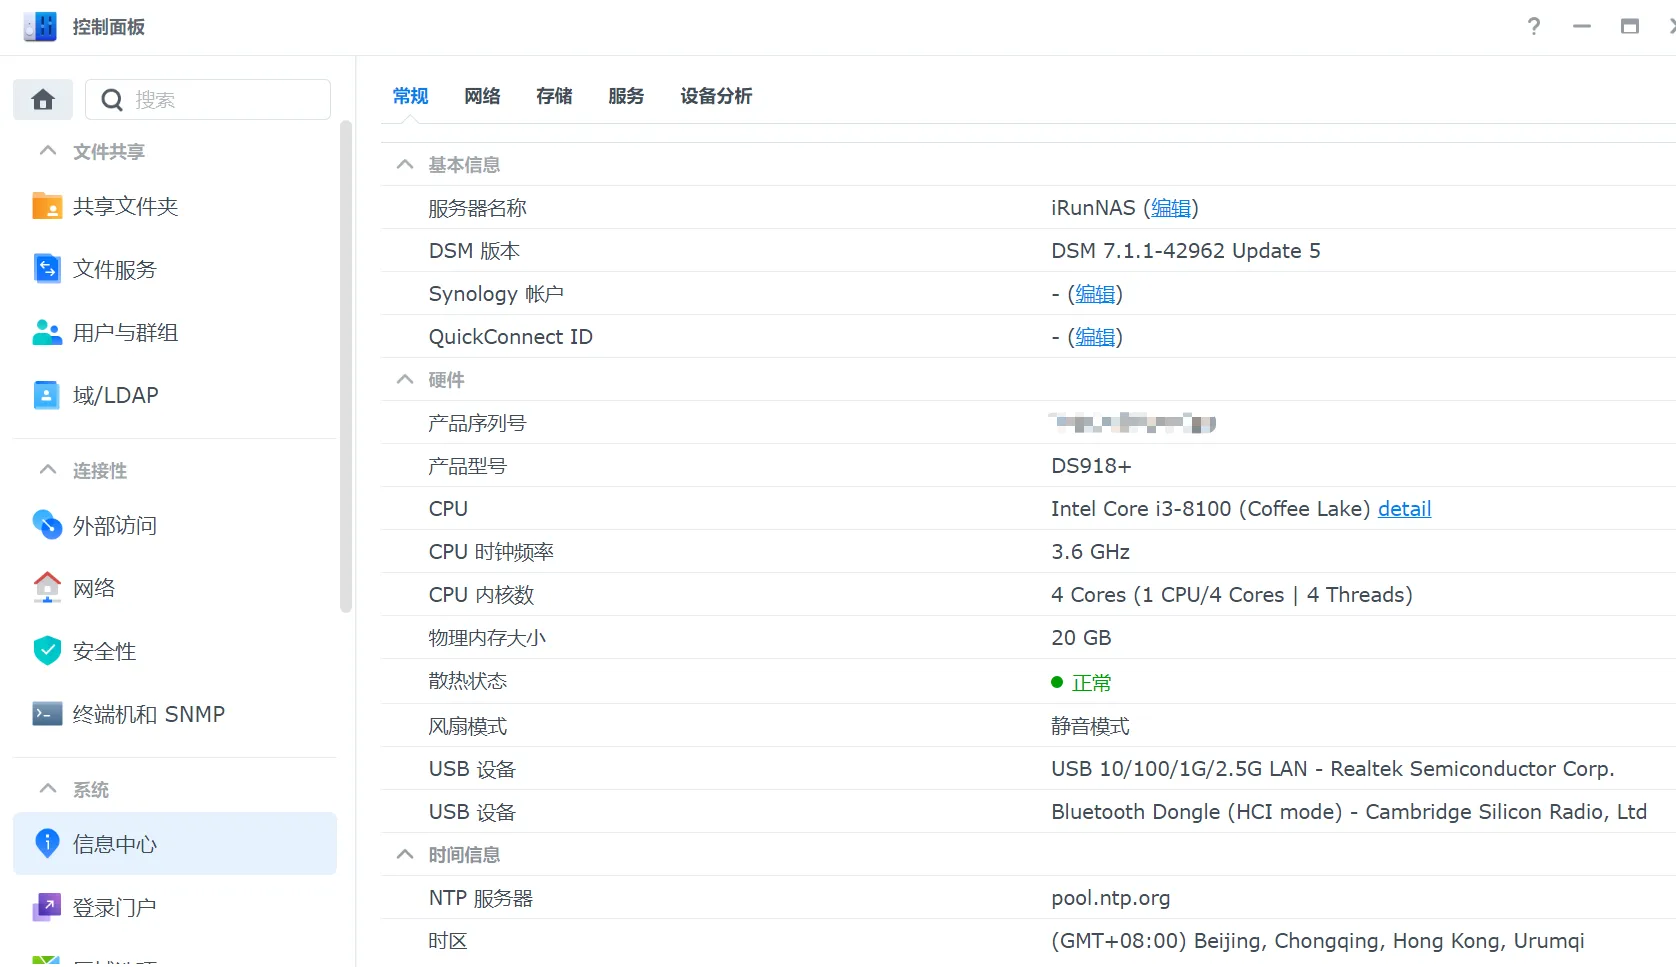 控制面板
搜索
文件共享
共享文件夹
文件服务
用户与群组
域/LDAP
连接性
外部访问
网络
安全性
终端机和 SNMP
系统
信息中心
登录门户
常规 网络 存储 服务 设备分析
基本信息
服务器名称 iRunNAS (编辑)
DSM 版本 DSM 7.1.1-42962 Update 5
Synology 帐户 - (编辑)
QuickConnect ID - (编辑)
硬件
产品序列号
产品型号 DS918+
CPU Intel Core i3-8100 (Coffee Lake) detail
CPU 时钟频率 3.6 GHz
CPU 内核数 4 Cores (1 CPU/4 Cores | 4 Threads)
物理内存大小 20 GB
散热状态 正常
风扇模式 静音模式
USB 设备 USB 10/100/1G/2.5G LAN - Realtek Semiconductor Corp.
USB 设备 Bluetooth Dongle (HCI mode) - Cambridge Silicon Radio, Ltd
时间信息
NTP 服务器 pool.ntp.org
时区 (GMT+08:00) Beijing, Chongqing, Hong Kong, Urumqi